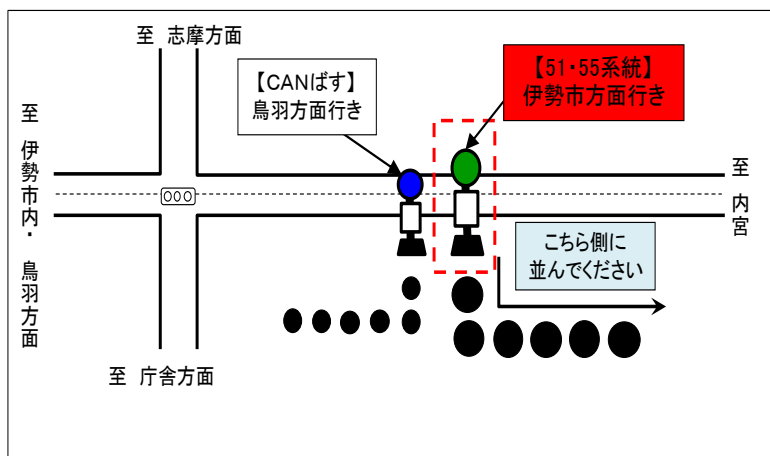 至 志摩方面
【CANばす】
鳥羽方面行き
【51・55系統】
伊勢市方面行き
至 伊勢市内・鳥羽方面
至 内宮
こちら側に
並んでください
至 庁舎方面